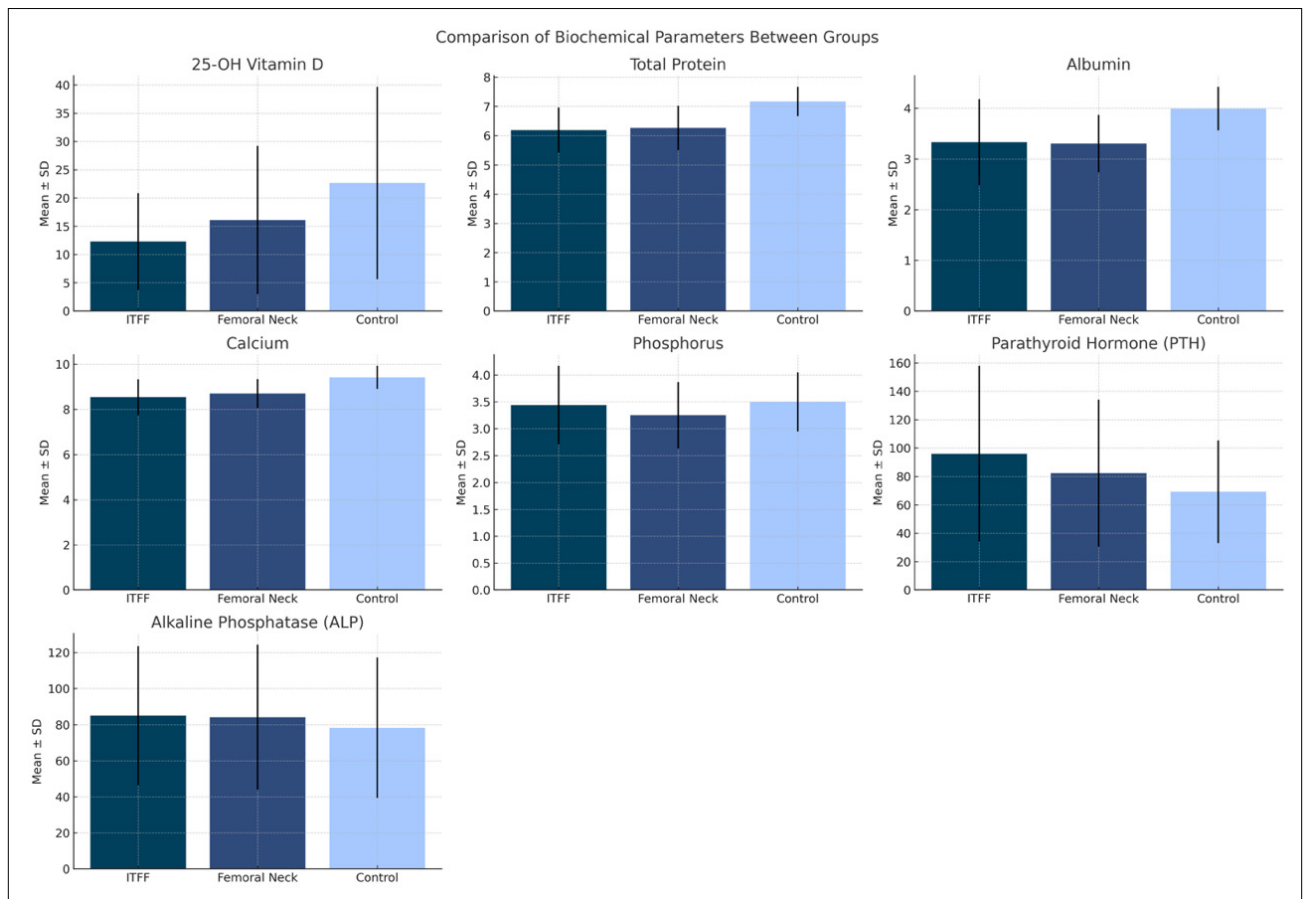 Comparison of Biochemical Parameters Between Groups
25-OH Vitamin D
Mean ± SD
40
35
30
25
20
15
10
5
0
ITFF Femoral Neck Control
Total Protein
Mean ± SD
8
7
6
5
4
3
2
1
0
ITFF Femoral Neck Control
Albumin
Mean ± SD
4
3
2
1
0
ITFF Femoral Neck Control
Calcium
Mean ± SD
10
8
6
4
2
0
ITFF Femoral Neck Control
Phosphorus
Mean ± SD
4.0
3.5
3.0
2.5
2.0
1.5
1.0
0.5
0.0
ITFF Femoral Neck Control
Parathyroid Hormone (PTH)
Mean ± SD
160
140
120
100
80
60
40
20
0
ITFF Femoral Neck Control
Alkaline Phosphatase (ALP)
Mean ± SD
120
100
80
60
40
20
0
ITFF Femoral Neck Control